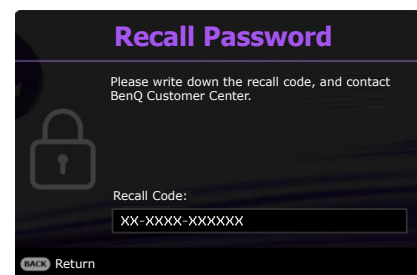 Recall Password
Please write down the recall code, and contact
BenQ Customer Center.
Recall Code:
XX-XXXX-XXXXXX
BACK Return